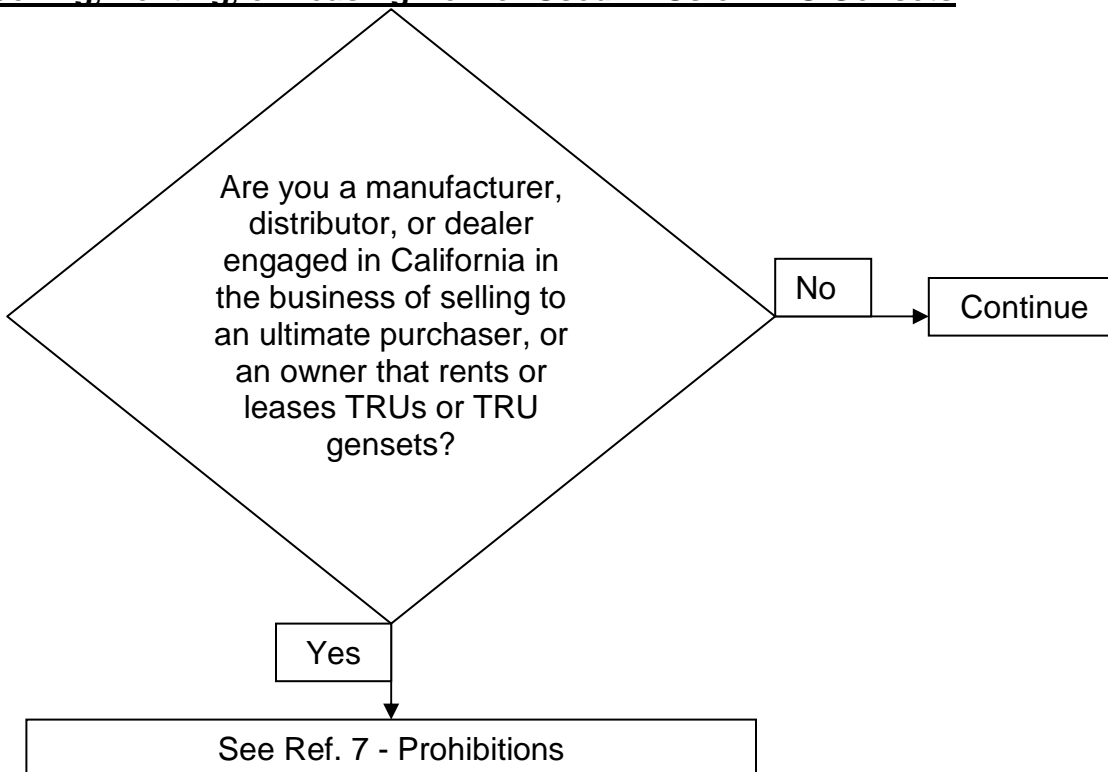 Are you a manufacturer,
distributor, or dealer
engaged in California in
the business of selling to
an ultimate purchaser, or
an owner that rents or
leases TRUs or TRU
gensets?
No
Continue
Yes
See Ref. 7 - Prohibitions